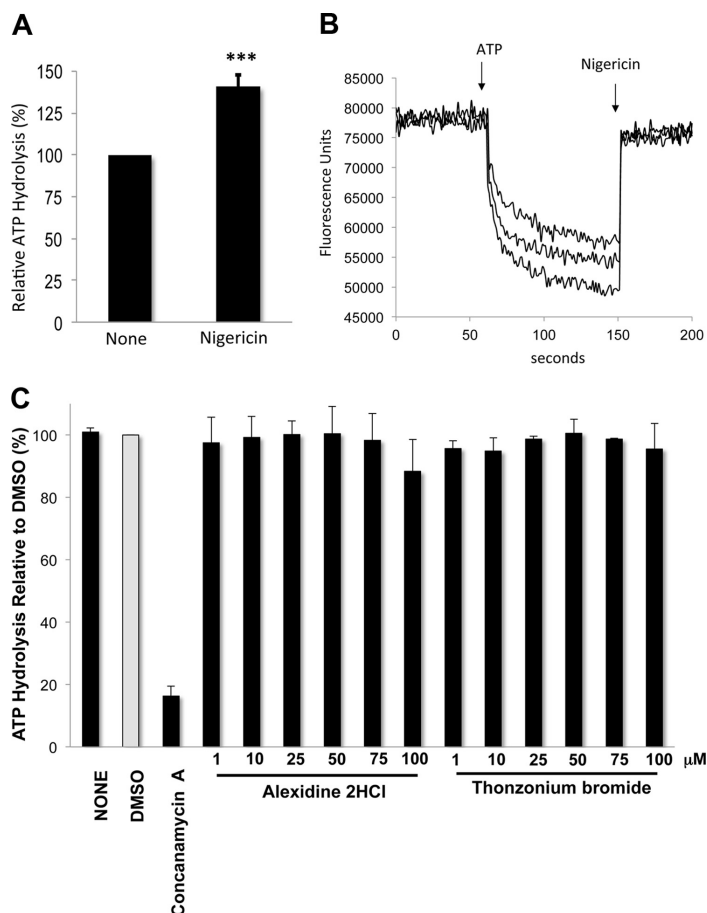 A
***
Relative ATP Hydrolysis (%)
150
125
100
75
50
25
0
None Nigericin
B
ATP
Nigericin
Fluorescence Units
85000
80000
75000
70000
65000
60000
55000
50000
45000
0 50 100 150 200
seconds
C
ATP Hydrolysis Relative to DMSO (%)
100
80
60
40
20
0
NONE
DMSO
Concanamycin A
1 10 25 50 75 100 1 10 25 50 75 100 μM
Alexidine 2HCl Thonzonium bromide